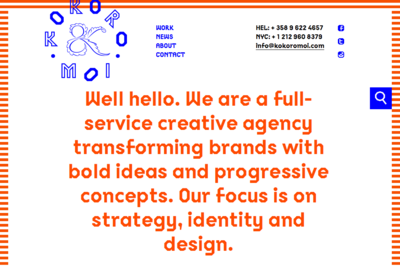 KOKORO
&
MOI
WORK
NEWS
ABOUT
CONTACT
HEL: + 358 9 622 4657
NYC: + 1 212 960 8379
Info@kokoromoi.com
Well hello. We are a full-
service creative agency
transforming brands with
bold ideas and progressive
concepts. Our focus is on
strategy, identity and
design.